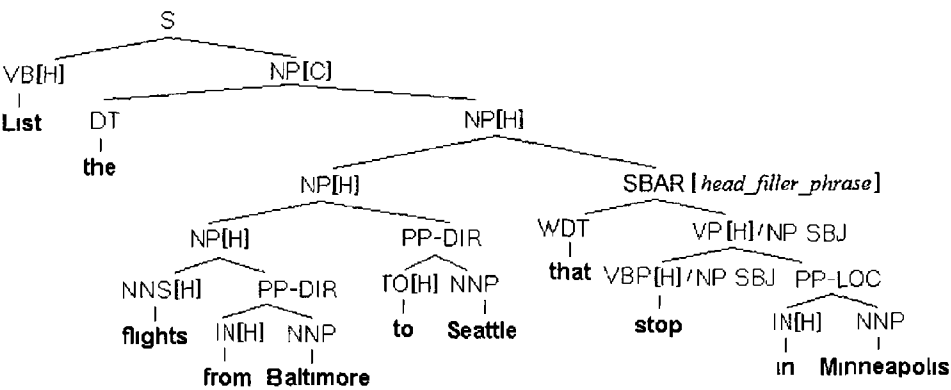 S
VB[H] NP[C]
List DT NP[H]
the
NP[H] SBAR [head_filler_phrase]
NP[H] PP-DIR WDT VP[H]/NP SBJ
NNS[H] PP-DIR TO[H] NNP that VBP[H]/NP SBJ PP-LOC
flights IN[H] NNP to Seattle stop IN[H] NNP
from Baltimore in Minneapolis